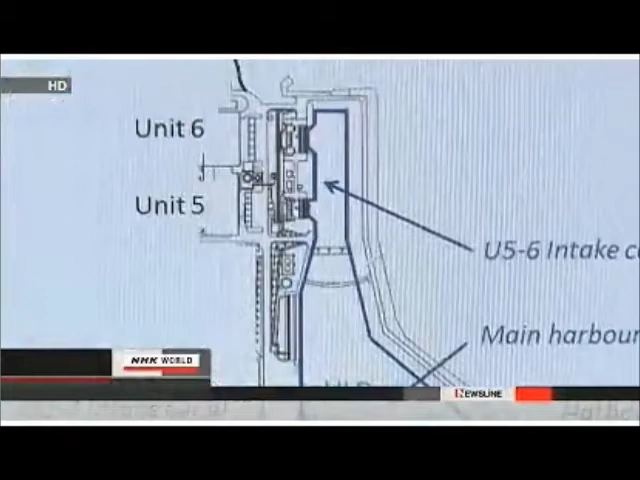 HD
Unit 6
Unit 5
U5-6 Intake c
Main harbour
NHK WORLD
NEWSLINE